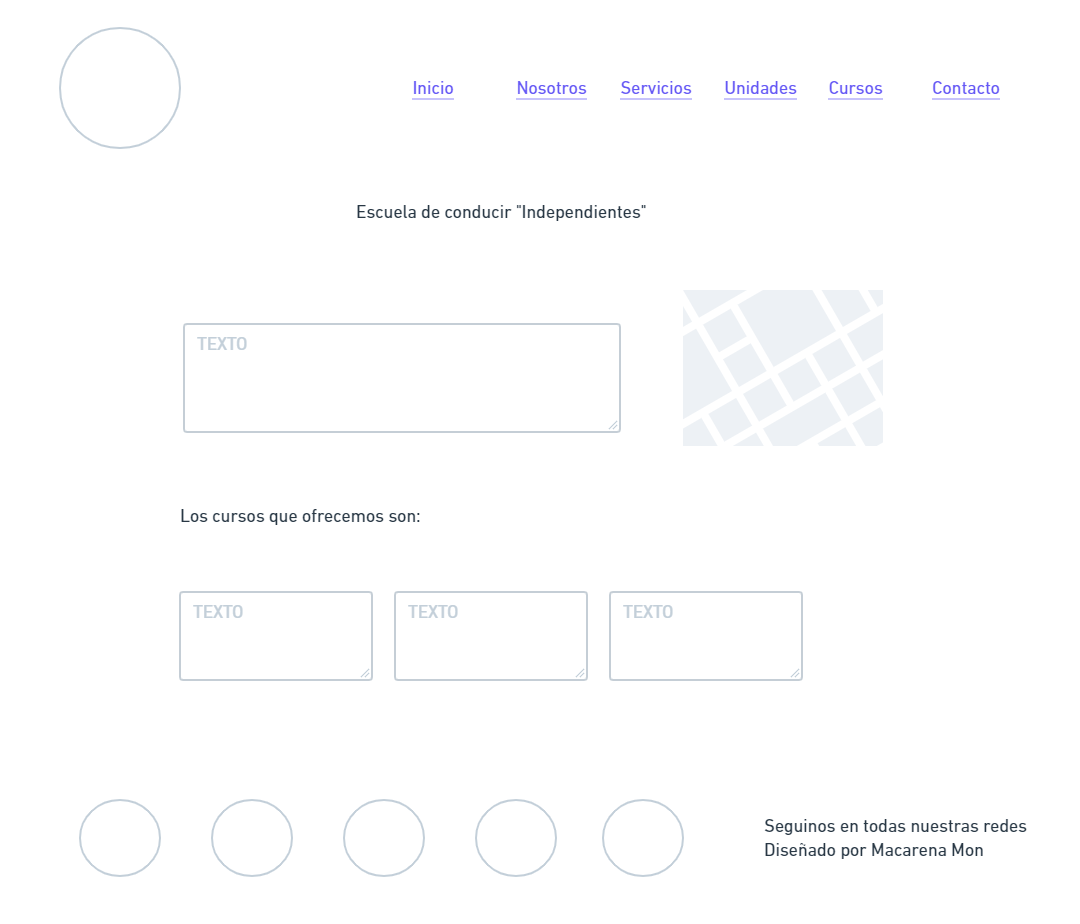 Inicio Nosotros Servicios Unidades Cursos Contacto
Escuela de conducir "Independientes"
TEXTO
Los cursos que ofrecemos son:
TEXTO TEXTO TEXTO
Seguinos en todas nuestras redes
Diseñado por Macarena Mon